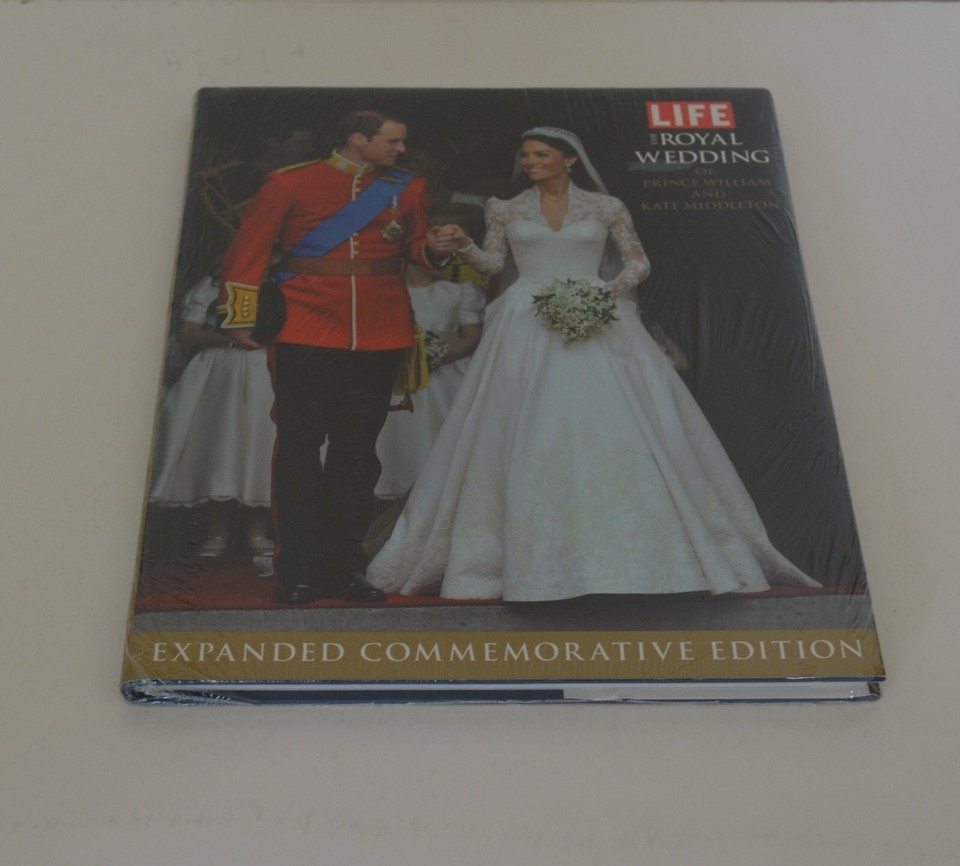 LIFE
THE ROYAL
WEDDING
OF
PRINCE WILLIAM
AND
KATE MIDDLETON
EXPANDED COMMEMORATIVE EDITION